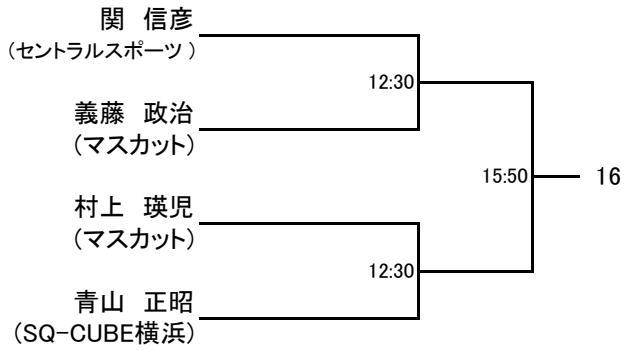 関　信彦
(セントラルスポーツ )
12:30
義藤　政治
(マスカット)
15:50
16
村上　瑛児
(マスカット)
12:30
青山　正昭
(SQ-CUBE横浜)